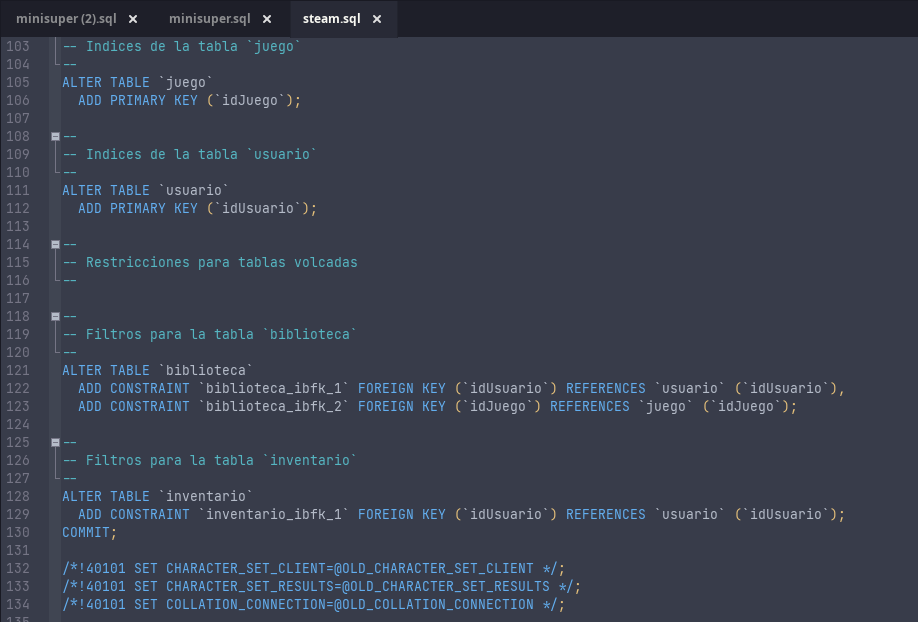 minisuper (2).sql × minisuper.sql × steam.sql ×
103 -- Indices de la tabla `juego`
104 --
105 ALTER TABLE `juego`
106   ADD PRIMARY KEY (`idJuego`);
107
108 --
109 -- Indices de la tabla `usuario`
110 --
111 ALTER TABLE `usuario`
112   ADD PRIMARY KEY (`idUsuario`);
113
114 --
115 -- Restricciones para tablas volcadas
116 --
117
118 --
119 -- Filtros para la tabla `biblioteca`
120 --
121 ALTER TABLE `biblioteca`
122   ADD CONSTRAINT `biblioteca_ibfk_1` FOREIGN KEY (`idUsuario`) REFERENCES `usuario` (`idUsuario`),
123   ADD CONSTRAINT `biblioteca_ibfk_2` FOREIGN KEY (`idJuego`) REFERENCES `juego` (`idJuego`);
124
125 --
126 -- Filtros para la tabla `inventario`
127 --
128 ALTER TABLE `inventario`
129   ADD CONSTRAINT `inventario_ibfk_1` FOREIGN KEY (`idUsuario`) REFERENCES `usuario` (`idUsuario`);
130 COMMIT;
131
132 /*!40101 SET CHARACTER_SET_CLIENT=@OLD_CHARACTER_SET_CLIENT */;
133 /*!40101 SET CHARACTER_SET_RESULTS=@OLD_CHARACTER_SET_RESULTS */;
134 /*!40101 SET COLLATION_CONNECTION=@OLD_COLLATION_CONNECTION */;
135